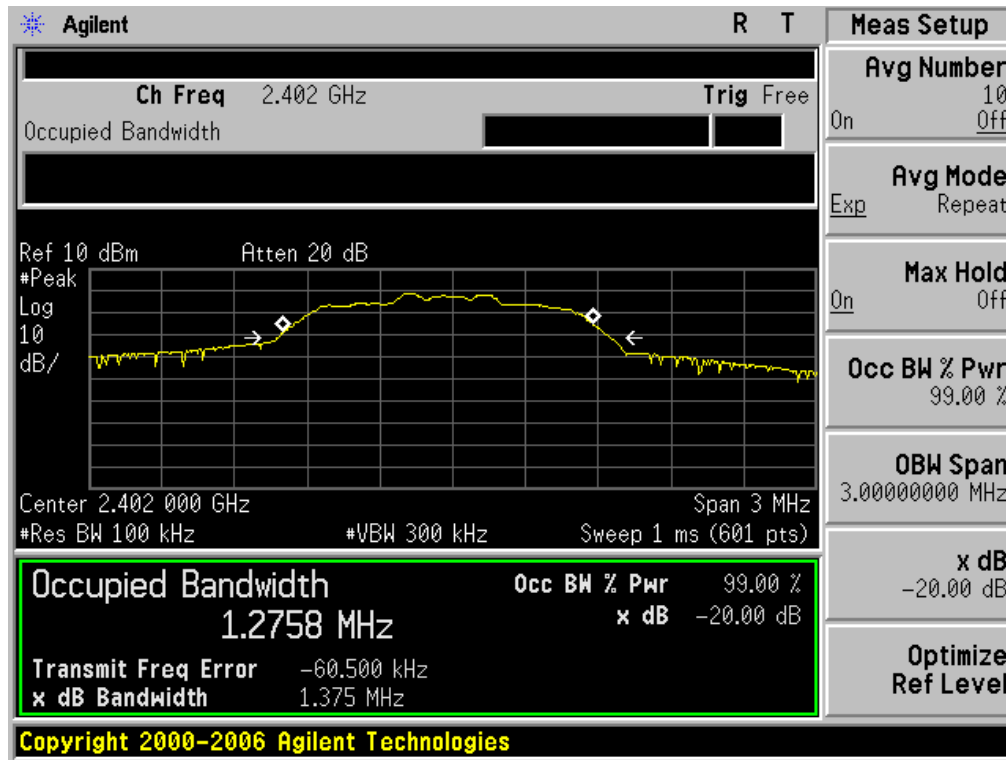 Agilent R T
Ch Freq 2.402 GHz Trig Free
Occupied Bandwidth
Ref 10 dBm Atten 20 dB
#Peak
Log
10
dB/
Center 2.402 000 GHz Span 3 MHz
#Res BW 100 kHz #VBW 300 kHz Sweep 1 ms (601 pts)
Occupied Bandwidth Occ BW % Pwr 99.00 %
1.2758 MHz x dB -20.00 dB
Transmit Freq Error -60.500 kHz
x dB Bandwidth 1.375 MHz
Copyright 2000-2006 Agilent Technologies
Meas Setup
Avg Number
10
On Off
Avg Mode
Exp Repeat
Max Hold
On Off
Occ BW % Pwr
99.00 %
OBW Span
3.00000000 MHz
x dB
-20.00 dB
Optimize
Ref Level